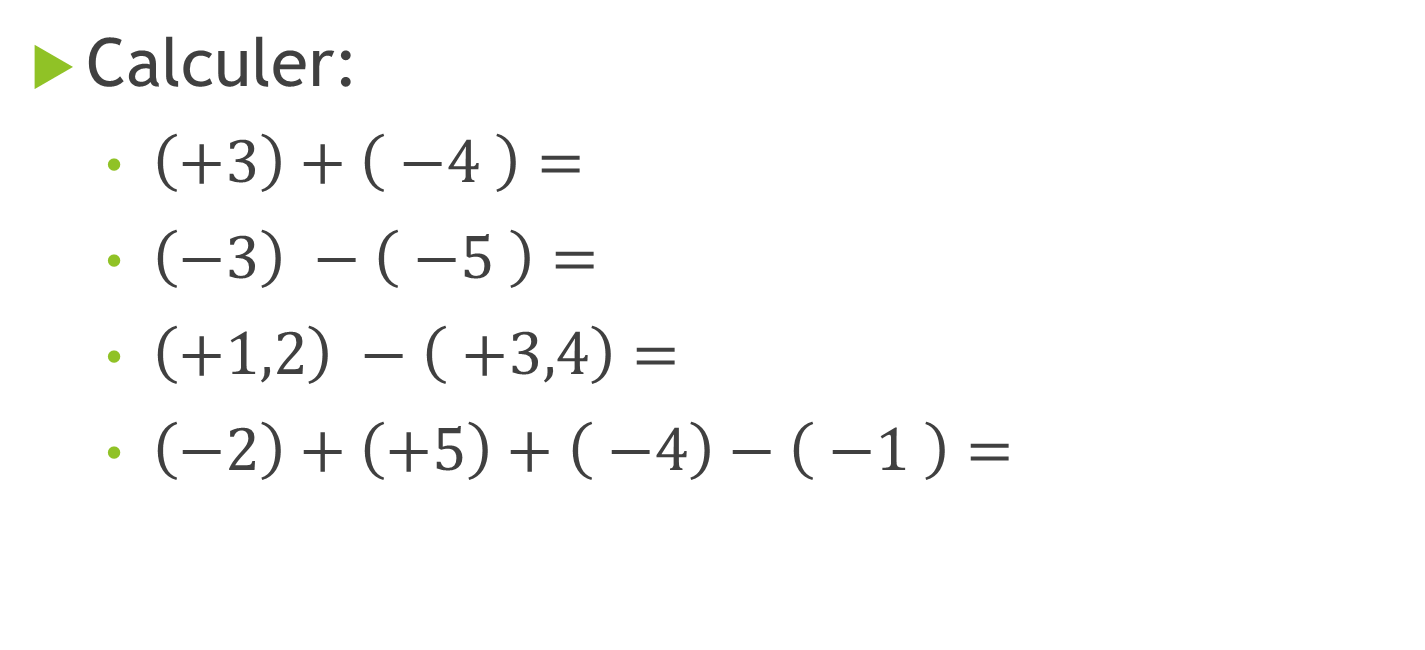 Calculer:
(+3) + ( −4 ) =
(−3) − ( −5 ) =
(+1,2) − ( +3,4) =
(−2) + (+5) + ( −4) − ( −1 ) =